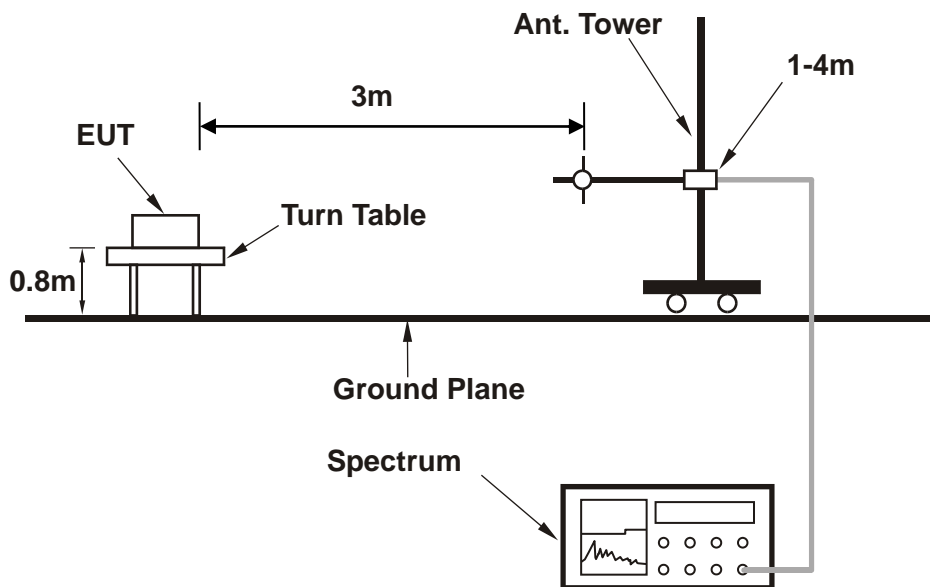 Ant. Tower
1-4m
3m
EUT
Turn Table
0.8m
Ground Plane
Spectrum